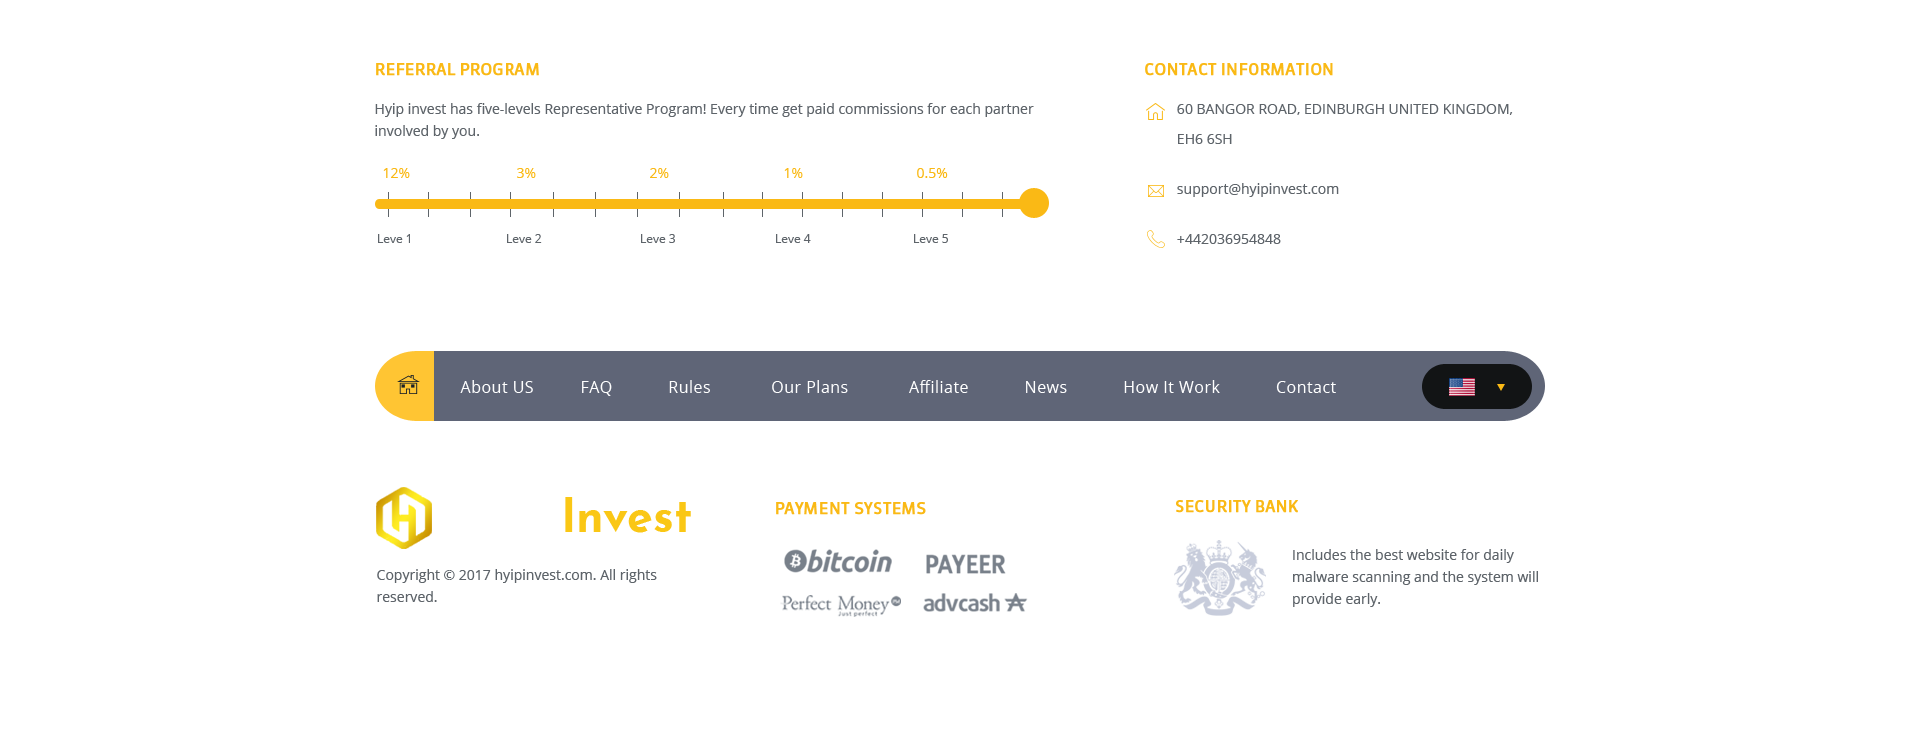 REFERRAL PROGRAM
Hyip invest has five-levels Representative Program! Every time get paid commissions for each partner
involved by you.
12% 3% 2% 1% 0.5%
Leve 1 Leve 2 Leve 3 Leve 4 Leve 5
CONTACT INFORMATION
60 BANGOR ROAD, EDINBURGH UNITED KINGDOM,
EH6 6SH
support@hyipinvest.com
+442036954848
About US FAQ Rules Our Plans Affiliate News How It Work Contact
Invest
Copyright © 2017 hyipinvest.com. All rights
reserved.
PAYMENT SYSTEMS
bitcoin PAYEER
Perfect Money PM
Just perfect
advcash
SECURITY BANK
Includes the best website for daily
malware scanning and the system will
provide early.